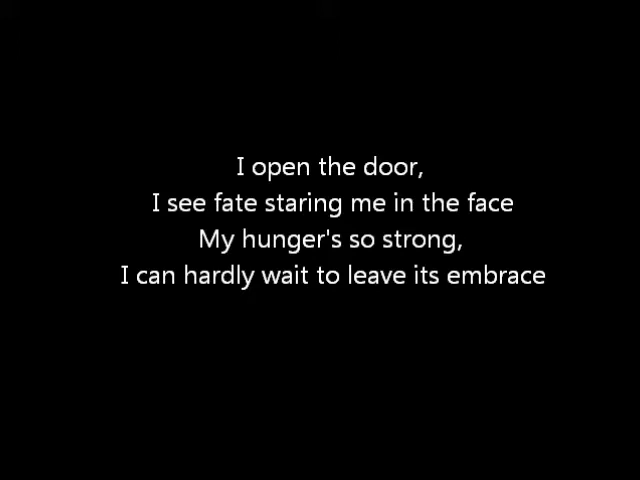 I open the door,
I see fate staring me in the face
My hunger's so strong,
I can hardly wait to leave its embrace